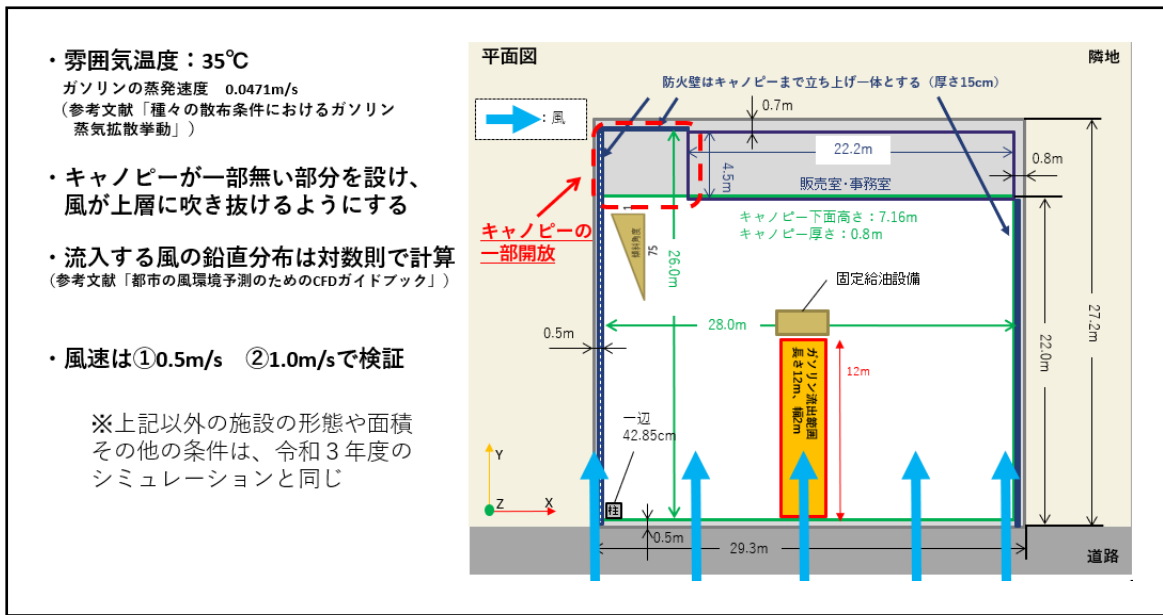 ・雰囲気温度：35℃
ガソリンの蒸発速度　0.0471m/s
（参考文献「種々の散布条件におけるガソリン
蒸気拡散挙動」）
・キャノピーが一部無い部分を設け、
風が上層に吹き抜けるようにする
・流入する風の鉛直分布は対数則で計算
（参考文献「都市の風環境予測のためのCFDガイドブック」）
・風速は①0.5m/s　②1.0m/sで検証
※上記以外の施設の形態や面積
その他の条件は、令和３年度の
シミュレーションと同じ
平面図
隣地
防火壁はキャノピーまで立ち上げ一体とする（厚さ15cm）
：風
0.7m
22.2m
0.8m
4.5m
販売室・事務室
キャノピーの
一部開放
キャノピー下面高さ：7.16m
キャノピー厚さ：0.8m
1
傾斜角度
75
26.0m
固定給油設備
28.0m
27.2m
22.0m
0.5m
ガソリン流出範囲
長さ12m、幅2m
12m
一辺
42.85cm
柱
Y
Z
X
0.5m
29.3m
道路